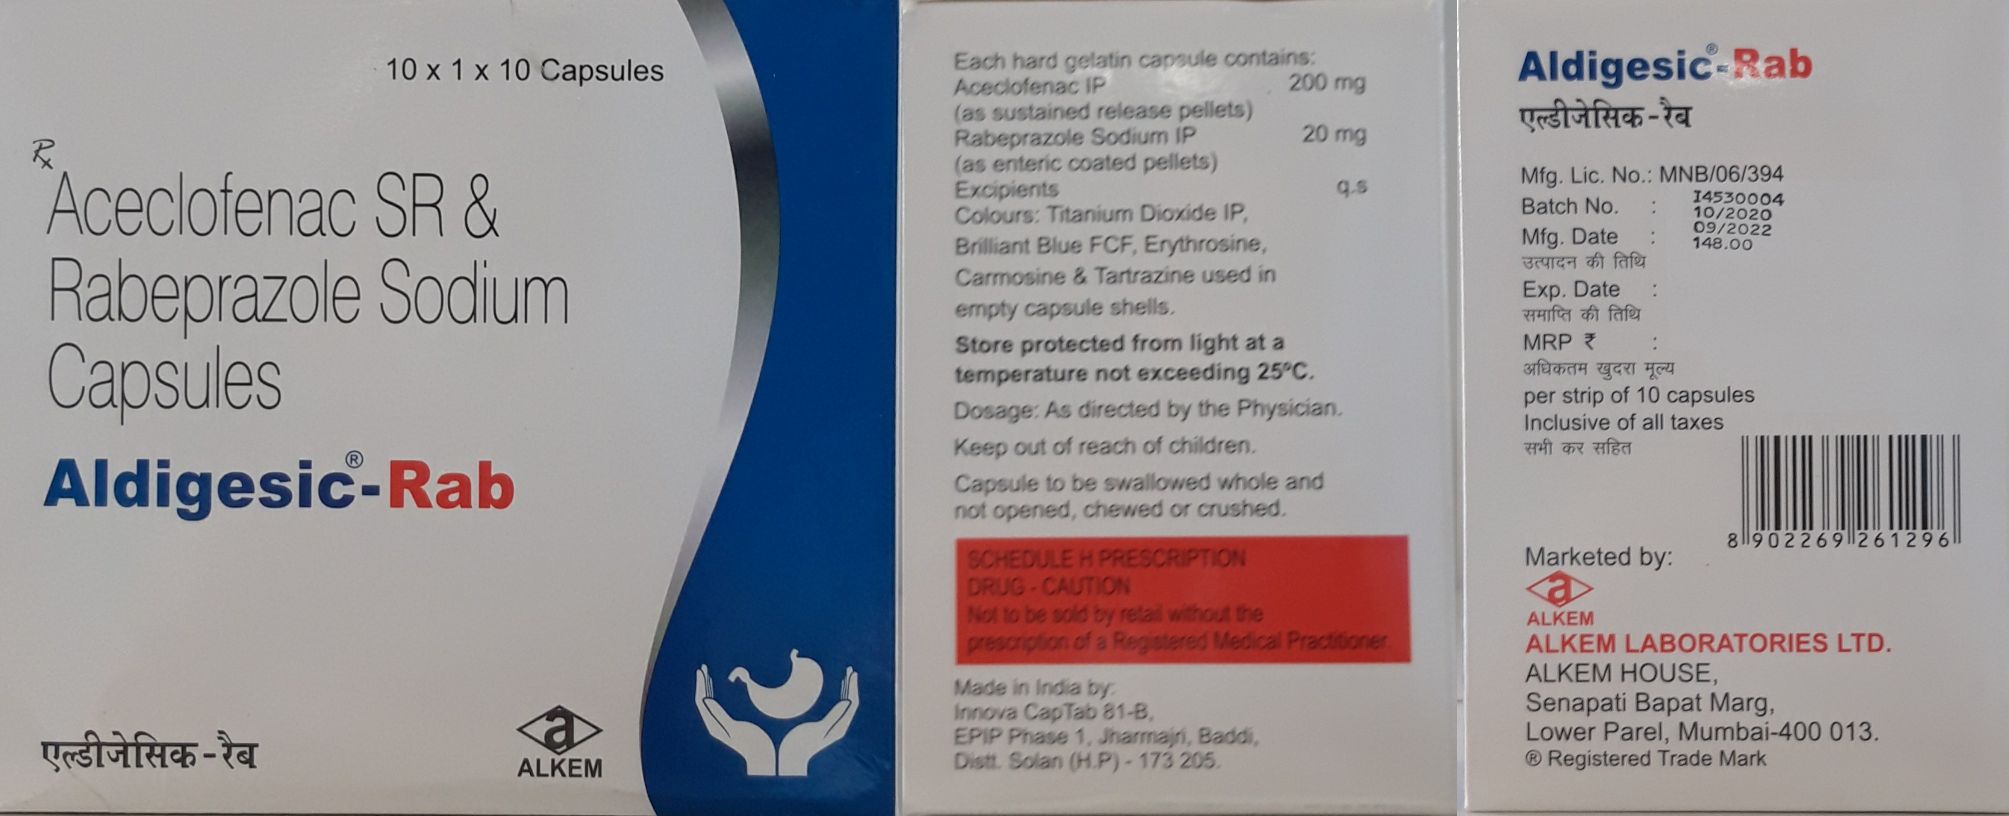 10 x 1 x 10 Capsules
Rx
Aceclofenac SR &
Rabeprazole Sodium
Capsules
Aldigesic®-Rab
एल्डीजेसिक-रैब
a
ALKEM
Each hard gelatin capsule contains:
Aceclofenac IP 200 mg
(as sustained release pellets)
Rabeprazole Sodium IP 20 mg
(as enteric coated pellets)
Excipients q.s
Colours: Titanium Dioxide IP,
Brilliant Blue FCF, Erythrosine,
Carmosine & Tartrazine used in
empty capsule shells.
Store protected from light at a
temperature not exceeding 25°C.
Dosage: As directed by the Physician.
Keep out of reach of children.
Capsule to be swallowed whole and
not opened, chewed or crushed.
SCHEDULE H PRESCRIPTION
DRUG - CAUTION
Not to be sold by retail without the
prescription of a Registered Medical Practitioner.
Made in India by:
Innova CapTab 81-B,
EPIP Phase 1, Jharmajri, Baddi,
Distt. Solan (H.P) - 173 205.
Aldigesic®-Rab
एल्डीजेसिक-रैब
Mfg. Lic. No.: MNB/06/394
Batch No. : I4530004
10/2020
Mfg. Date : 09/2022
148.00
उत्पादन की तिथि
Exp. Date :
समाप्ति की तिथि
MRP ₹ :
अधिकतम खुदरा मूल्य
per strip of 10 capsules
Inclusive of all taxes
सभी कर सहित
8 902269 261296
Marketed by:
a
ALKEM
ALKEM LABORATORIES LTD.
ALKEM HOUSE,
Senapati Bapat Marg,
Lower Parel, Mumbai-400 013.
® Registered Trade Mark